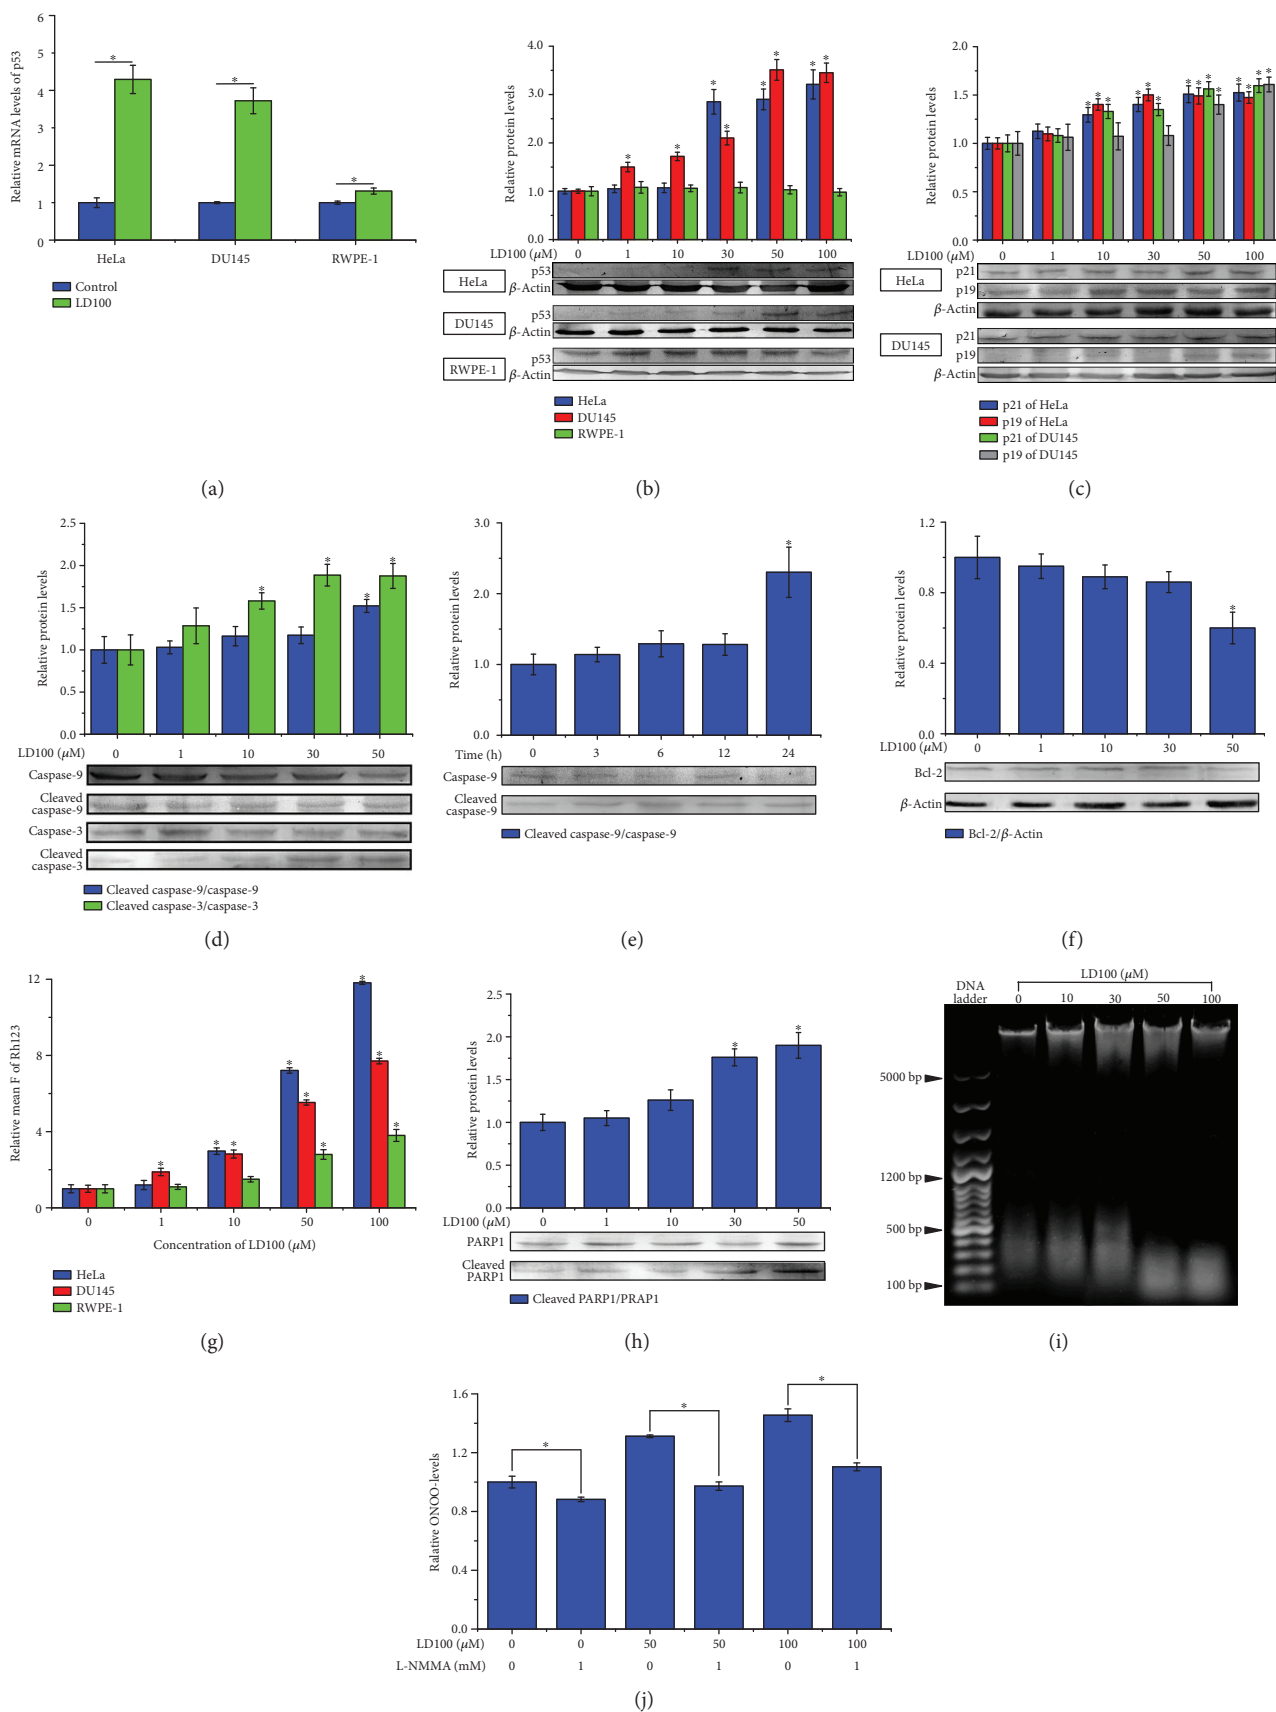 Relative mRNA levels of p53
6
5
4
3
2
1
0
* * *
HeLa DU145 RWPE-1
Control
LD100
(a)
Relative protein levels
4.0
3.0
2.0
1.0
0.0
* * * * * * * *
LD100 (μM) 0 1 10 30 50 100
HeLa
p53
β-Actin
DU145
p53
β-Actin
RWPE-1
p53
β-Actin
HeLa
DU145
RWPE-1
(b)
Relative protein levels
2.0
1.5
1.0
0.5
0.0
* * * * * * * * * * * * * *
LD100 (μM) 0 1 10 30 50 100
HeLa
p21
p19
β-Actin
DU145
p21
p19
β-Actin
p21 of HeLa
p19 of HeLa
p21 of DU145
p19 of DU145
(c)
Relative protein levels
2.5
2.0
1.5
1.0
0.5
0.0
* * * *
LD100 (μM) 0 1 10 30 50
Caspase-9
Cleaved
caspase-9
Caspase-3
Cleaved
caspase-3
Cleaved caspase-9/caspase-9
Cleaved caspase-3/caspase-3
(d)
Relative protein levels
3.0
2.0
1.0
0.0
*
Time (h) 0 3 6 12 24
Caspase-9
Cleaved
caspase-9
Cleaved caspase-9/caspase-9
(e)
Relative protein levels
1.2
0.8
0.4
0.0
*
LD100 (μM) 0 1 10 30 50
Bcl-2
β-Actin
Bcl-2/β-Actin
(f)
Relative mean F of Rh123
12
8
4
2
0
* * * * * * * * *
0 1 10 50 100
Concentration of LD100 (μM)
HeLa
DU145
RWPE-1
(g)
Relative protein levels
2.5
2.0
1.5
1.0
0.5
0.0
* *
LD100 (μM) 0 1 10 30 50
PARP1
Cleaved
PARP1
Cleaved PARP1/PRAP1
(h)
LD100 (μM)
DNA
ladder 0 10 30 50 100
5000 bp
1200 bp
500 bp
100 bp
(i)
Ralative ONOO-levels
1.6
1.2
0.8
0.4
0.0
* * *
LD100 (μM) 0 0 50 50 100 100
L-NMMA (mM) 0 1 0 1 0 1
(j)